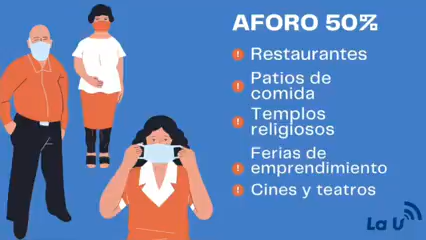 AFORO 50%
! Restaurantes
! Patios de
comida
! Templos
religiosos
! Ferias de
emprendimiento
! Cines y teatros
La U